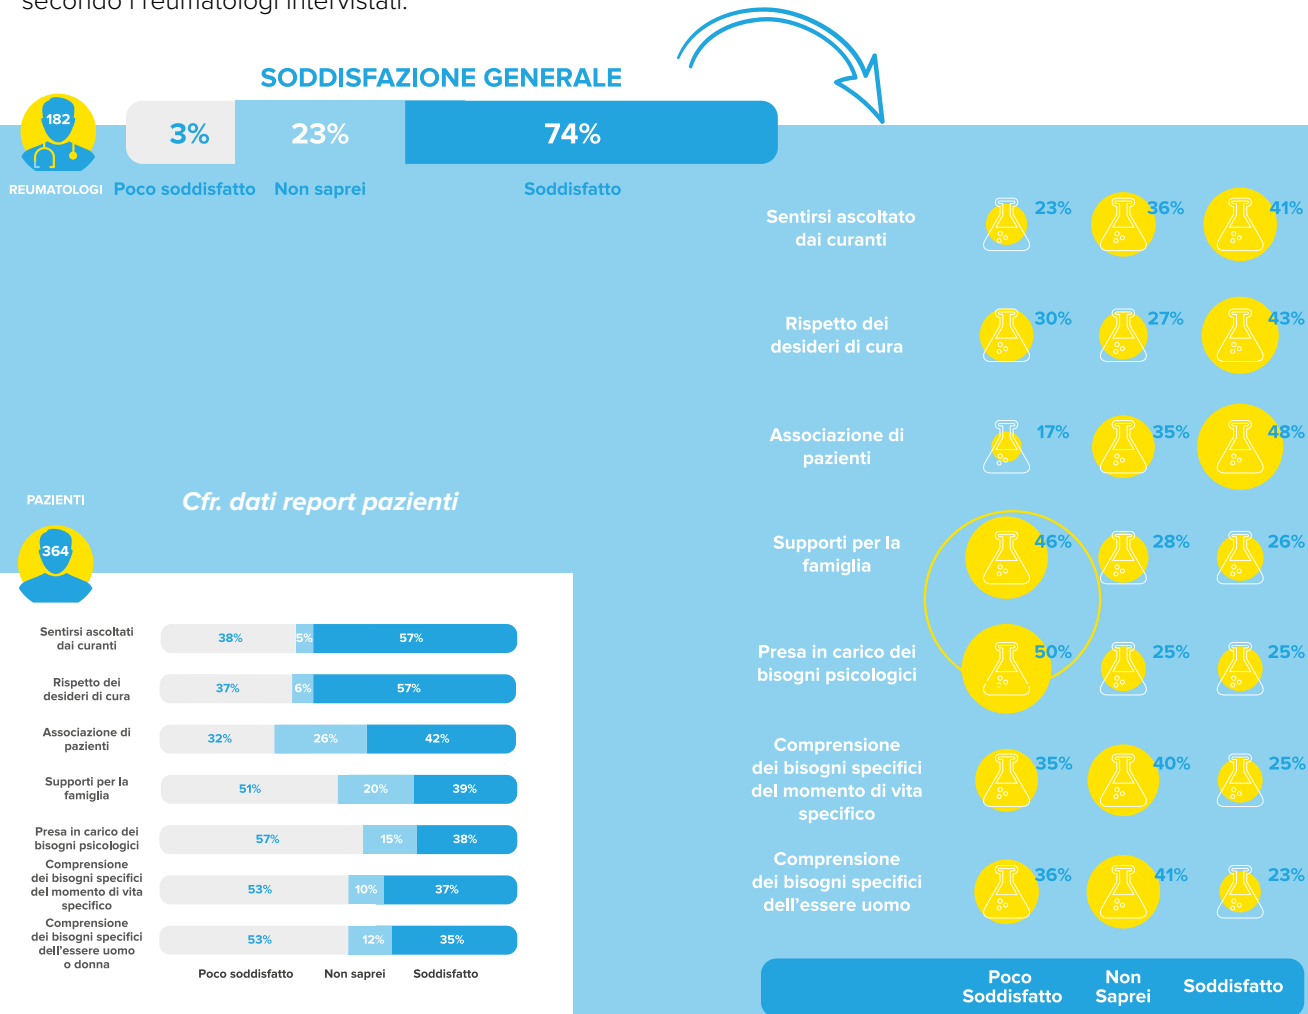 secondo i reumatologi intervistati.
SODDISFAZIONE GENERALE
182
REUMATOLOGI
3%
23%
74%
Poco soddisfatto
Non saprei
Soddisfatto
Sentirsi ascoltato
dai curanti
23%
36%
41%
Rispetto dei
desideri di cura
30%
27%
43%
Associazione di
pazienti
17%
35%
48%
Supporti per la
famiglia
46%
28%
26%
Presa in carico dei
bisogni psicologici
50%
25%
25%
Comprensione
dei bisogni specifici
del momento di vita
specifico
35%
40%
25%
Comprensione
dei bisogni specifici
dell'essere uomo
36%
41%
23%
Poco
Soddisfatto
Non
Saprei
Soddisfatto
PAZIENTI
364
Cfr. dati report pazienti
Sentirsi ascoltati
dai curanti
38%
5%
57%
Rispetto dei
desideri di cura
37%
6%
57%
Associazione di
pazienti
32%
26%
42%
Supporti per la
famiglia
51%
20%
39%
Presa in carico dei
bisogni psicologici
57%
15%
38%
Comprensione
dei bisogni specifici
del momento di vita
specifico
53%
10%
37%
Comprensione
dei bisogni specifici
dell'essere uomo
o donna
53%
12%
35%
Poco soddisfatto
Non saprei
Soddisfatto